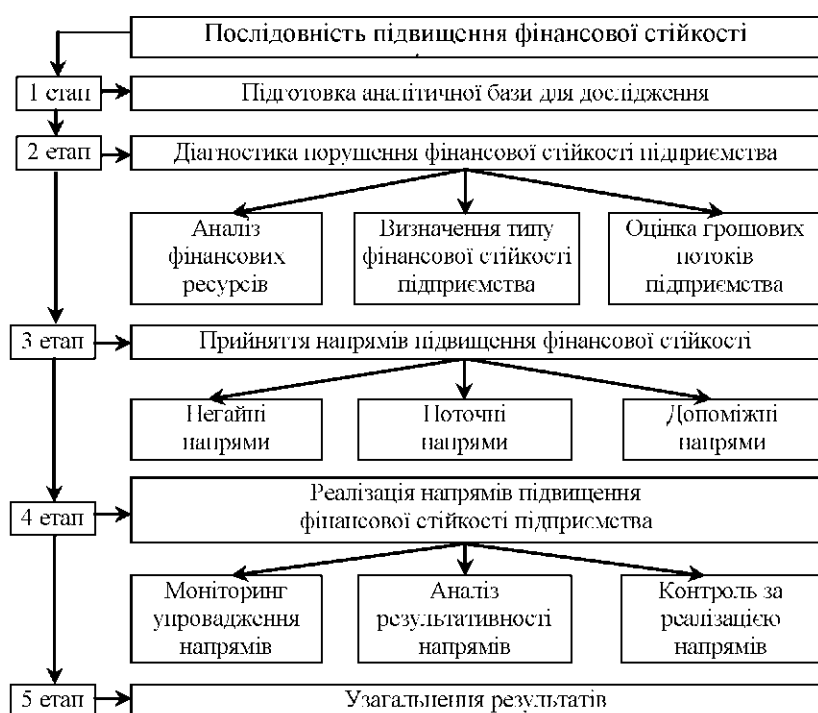 Послідовність підвищення фінансової стійкості
1 етап
Підготовка аналітичної бази для дослідження
2 етап
Діагностика порушення фінансової стійкості підприємства
Аналіз
фінансових
ресурсів
Визначення типу
фінансової стійкості
підприємства
Оцінка грошових
потоків
підприємства
3 етап
Прийняття напрямів підвищення фінансової стійкості
Негайні
напрями
Поточні
напрями
Допоміжні
напрями
4 етап
Реалізація напрямів підвищення
фінансової стійкості підприємства
Моніторинг
упровадження
напрямів
Аналіз
результативності
напрямів
Контроль за
реалізацією
напрямів
5 етап
Узагальнення результатів